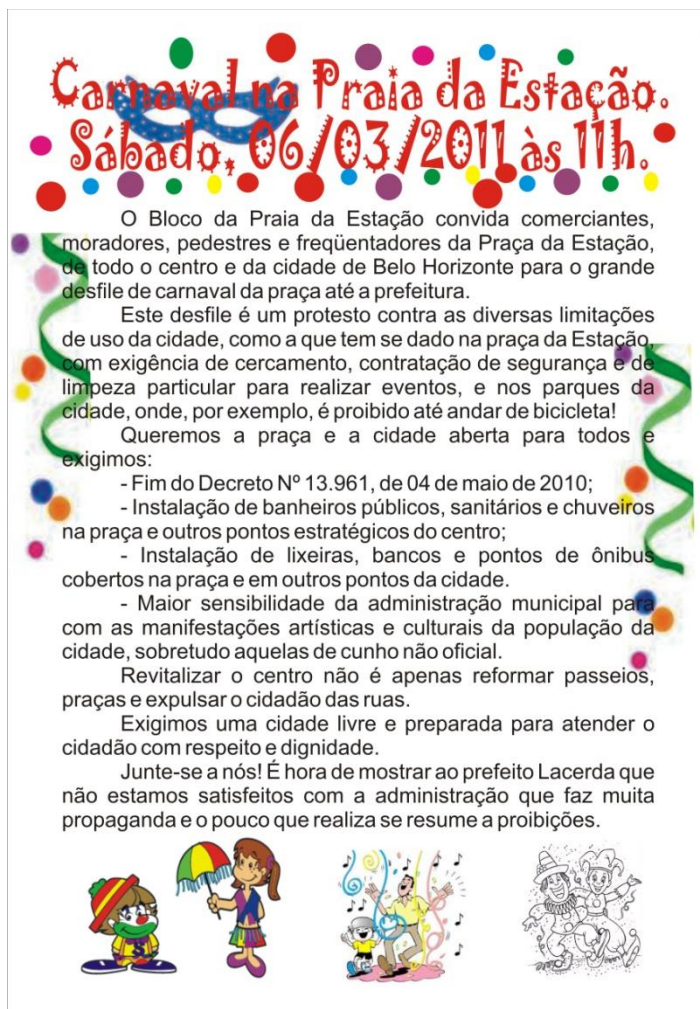 Carnaval na Praia da Estação.
Sábado, 06/03/2011 às 11h.
O Bloco da Praia da Estação convida comerciantes,
moradores, pedestres e freqüentadores da Praça da Estação,
de todo o centro e da cidade de Belo Horizonte para o grande
desfile de carnaval da praça até a prefeitura.
Este desfile é um protesto contra as diversas limitações
de uso da cidade, como a que tem se dado na praça da Estação,
com exigência de cercamento, contratação de segurança e de
limpeza particular para realizar eventos, e nos parques da
cidade, onde, por exemplo, é proibido até andar de bicicleta!
Queremos a praça e a cidade aberta para todos e
exigimos:
- Fim do Decreto Nº 13.961, de 04 de maio de 2010;
- Instalação de banheiros públicos, sanitários e chuveiros
na praça e outros pontos estratégicos do centro;
- Instalação de lixeiras, bancos e pontos de ônibus
cobertos na praça e em outros pontos da cidade.
- Maior sensibilidade da administração municipal para
com as manifestações artísticas e culturais da população da
cidade, sobretudo aquelas de cunho não oficial.
Revitalizar o centro não é apenas reformar passeios,
praças e expulsar o cidadão das ruas.
Exigimos uma cidade livre e preparada para atender o
cidadão com respeito e dignidade.
Junte-se a nós! É hora de mostrar ao prefeito Lacerda que
não estamos satisfeitos com a administração que faz muita
propaganda e o pouco que realiza se resume a proibições.